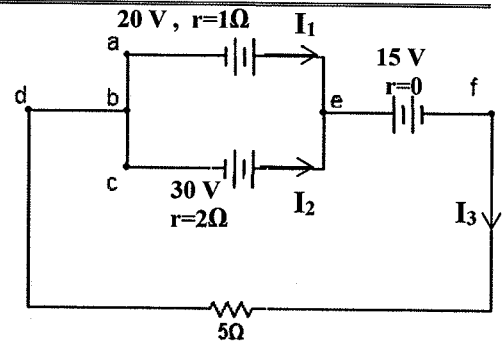 20 V , r=1Ω
I₁
a
15 V
r=0
d
b
e
f
c
30 V
r=2Ω
I₂
I₃
5Ω